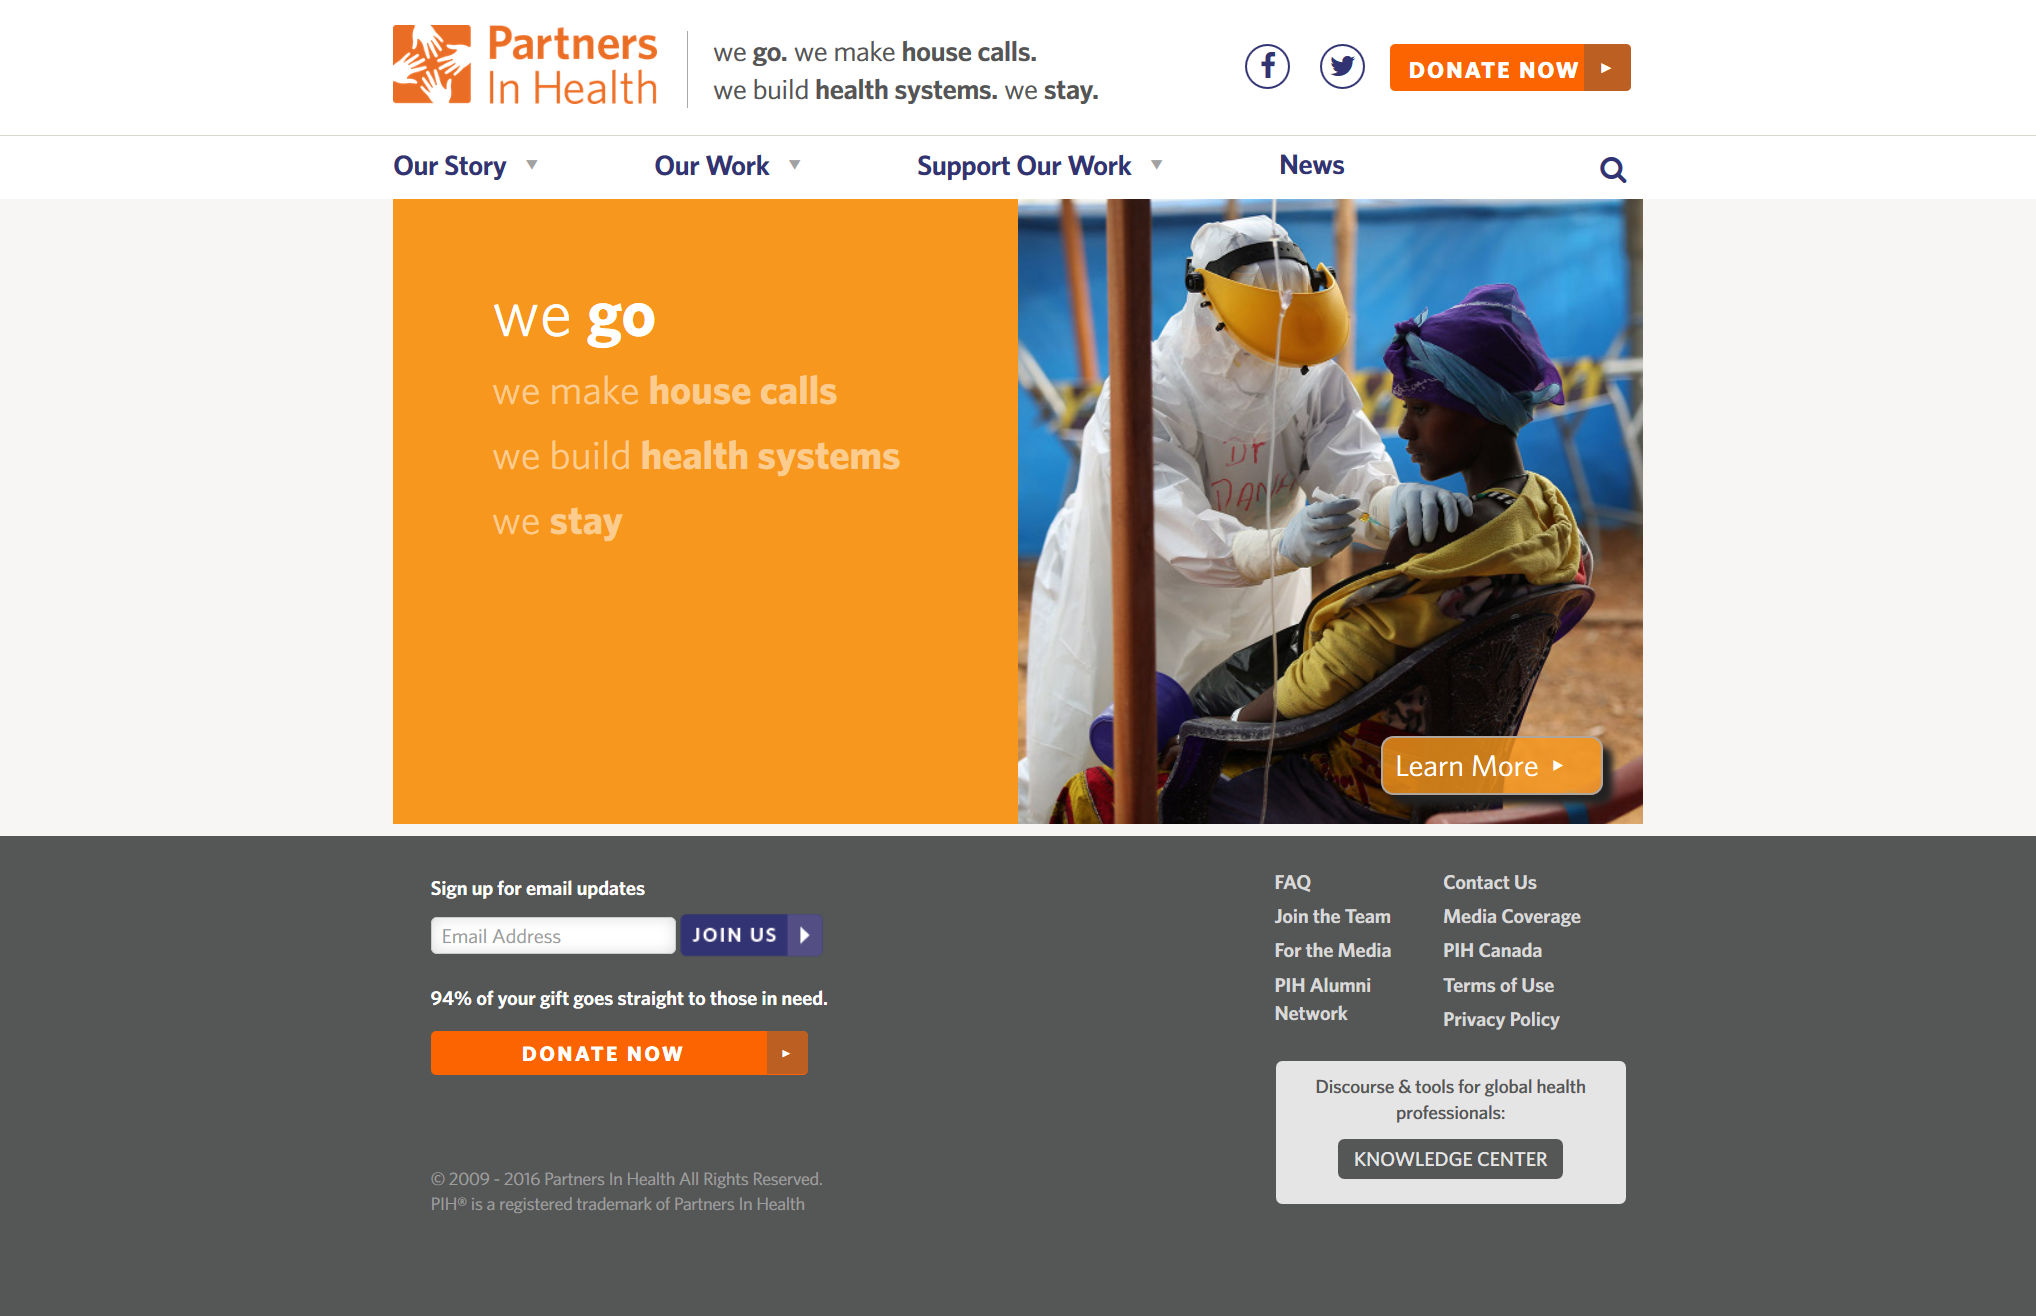 Partners
In Health
we go. we make house calls.
we build health systems. we stay.
DONATE NOW
Our Story
Our Work
Support Our Work
News
we go
we make house calls
we build health systems
we stay
Dr
Learn More
Sign up for email updates
Email Address
JOIN US
94% of your gift goes straight to those in need.
DONATE NOW
© 2009 - 2016 Partners In Health All Rights Reserved.
PIH® is a registered trademark of Partners In Health
FAQ
Join the Team
For the Media
PIH Alumni
Network
Contact Us
Media Coverage
PIH Canada
Terms of Use
Privacy Policy
Discourse & tools for global health
professionals:
KNOWLEDGE CENTER